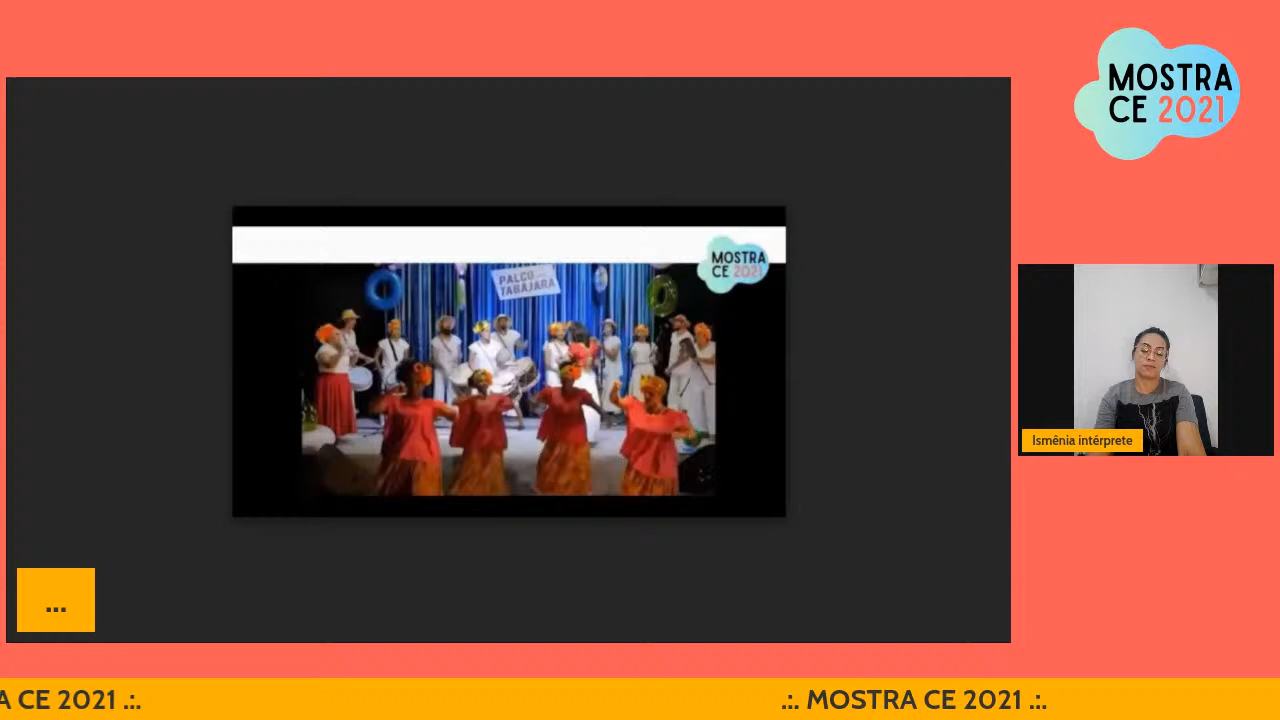 MOSTRA
CE 2021
MOSTRA
CE 2021
PALCO
TABAJARA
Ismênia intérprete
...
A CE 2021 .:.
.:. MOSTRA CE 2021 .:.